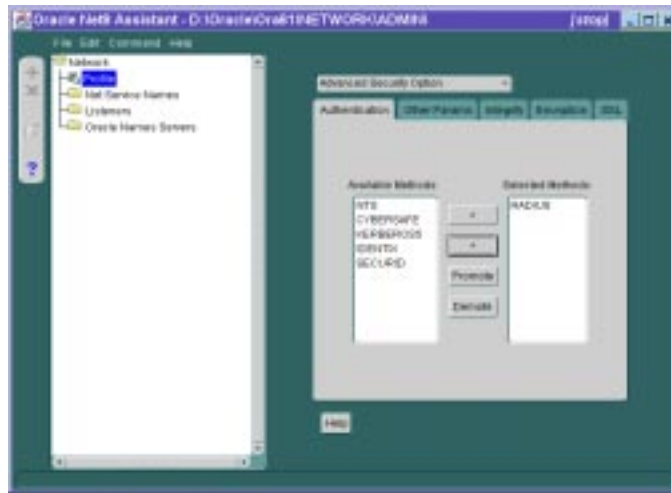 Oracle Net8 Assistant - D:\Oracle\Ora81\NETWORK\ADMIN\
File Edit Command Help
Network
Profile
Net Service Names
Listeners
Oracle Names Servers
Advanced Security Option
Authentication Other Params Integrity Encryption SSL
Available Methods: Selected Methods:
NTS RADIUS
CYBERSAFE
KERBEROS5
IDENTIX
SECURID
<
>
Promote
Demote
Help